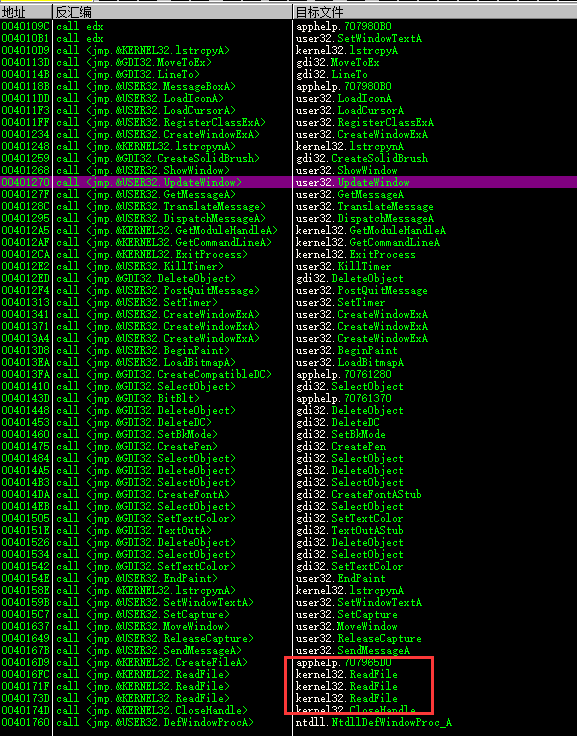 地址 反汇编 目标文件
0040109C call edx apphelp.707980B0
004010B1 call edx user32.SetWindowTextA
004010D9 call <jmp.&KERNEL32.lstrcpyA> kernel32.lstrcpyA
0040113D call <jmp.&GDI32.MoveToEx> gdi32.MoveToEx
0040114B call <jmp.&GDI32.LineTo> gdi32.LineTo
0040118B call <jmp.&USER32.MessageBoxA> apphelp.707980B0
004011DD call <jmp.&USER32.LoadIconA> user32.LoadIconA
004011F3 call <jmp.&USER32.LoadCursorA> user32.LoadCursorA
004011FF call <jmp.&USER32.RegisterClassExA> user32.RegisterClassExA
00401234 call <jmp.&USER32.CreateWindowExA> user32.CreateWindowExA
00401248 call <jmp.&KERNEL32.lstrcpynA> kernel32.lstrcpynA
00401259 call <jmp.&GDI32.CreateSolidBrush> gdi32.CreateSolidBrush
00401268 call <jmp.&USER32.ShowWindow> user32.ShowWindow
00401270 call <jmp.&USER32.UpdateWindow> user32.UpdateWindow
0040127F call <jmp.&USER32.GetMessageA> user32.GetMessageA
0040128C call <jmp.&USER32.TranslateMessage> user32.TranslateMessage
00401295 call <jmp.&USER32.DispatchMessageA> user32.DispatchMessageA
004012A5 call <jmp.&KERNEL32.GetModuleHandleA> kernel32.GetModuleHandleA
004012AF call <jmp.&KERNEL32.GetCommandLineA> kernel32.GetCommandLineA
004012CA call <jmp.&KERNEL32.ExitProcess> kernel32.ExitProcess
004012E2 call <jmp.&USER32.KillTimer> user32.KillTimer
004012ED call <jmp.&GDI32.DeleteObject> gdi32.DeleteObject
004012F4 call <jmp.&USER32.PostQuitMessage> user32.PostQuitMessage
00401313 call <jmp.&USER32.SetTimer> user32.SetTimer
00401341 call <jmp.&USER32.CreateWindowExA> user32.CreateWindowExA
00401371 call <jmp.&USER32.CreateWindowExA> user32.CreateWindowExA
004013A4 call <jmp.&USER32.CreateWindowExA> user32.CreateWindowExA
004013D8 call <jmp.&USER32.BeginPaint> user32.BeginPaint
004013EA call <jmp.&USER32.LoadBitmapA> user32.LoadBitmapA
004013FA call <jmp.&GDI32.CreateCompatibleDC> apphelp.70761280
00401410 call <jmp.&GDI32.SelectObject> gdi32.SelectObject
0040143D call <jmp.&GDI32.BitBlt> apphelp.70761370
00401448 call <jmp.&GDI32.DeleteObject> gdi32.DeleteObject
00401453 call <jmp.&GDI32.DeleteDC> gdi32.DeleteDC
00401460 call <jmp.&GDI32.SetBkMode> gdi32.SetBkMode
00401475 call <jmp.&GDI32.CreatePen> gdi32.CreatePen
00401484 call <jmp.&GDI32.SelectObject> gdi32.SelectObject
004014A5 call <jmp.&GDI32.DeleteObject> gdi32.DeleteObject
004014B3 call <jmp.&GDI32.SelectObject> gdi32.SelectObject
004014DA call <jmp.&GDI32.CreateFontA> gdi32.CreateFontAStub
004014EB call <jmp.&GDI32.SelectObject> gdi32.SelectObject
00401505 call <jmp.&GDI32.SetTextColor> gdi32.SetTextColor
0040151E call <jmp.&GDI32.TextOutA> gdi32.TextOutAStub
00401526 call <jmp.&GDI32.DeleteObject> gdi32.DeleteObject
00401534 call <jmp.&GDI32.SelectObject> gdi32.SelectObject
00401542 call <jmp.&GDI32.SetTextColor> gdi32.SetTextColor
0040154E call <jmp.&USER32.EndPaint> user32.EndPaint
0040158E call <jmp.&KERNEL32.lstrcpynA> kernel32.lstrcpynA
0040159B call <jmp.&USER32.SetWindowTextA> user32.SetWindowTextA
004015C7 call <jmp.&USER32.SetCapture> user32.SetCapture
00401637 call <jmp.&USER32.MoveWindow> user32.MoveWindow
00401649 call <jmp.&USER32.ReleaseCapture> user32.ReleaseCapture
0040167B call <jmp.&USER32.SendMessageA> user32.SendMessageA
004016D9 call <jmp.&KERNEL32.CreateFileA> apphelp.707965D0
004016FC call <jmp.&KERNEL32.ReadFile> kernel32.ReadFile
0040171F call <jmp.&KERNEL32.ReadFile> kernel32.ReadFile
0040173D call <jmp.&KERNEL32.ReadFile> kernel32.ReadFile
0040174D call <jmp.&KERNEL32.CloseHandle> kernel32.CloseHandle
00401760 call <jmp.&USER32.DefWindowProcA> ntdll.NtdllDefWindowProc_A